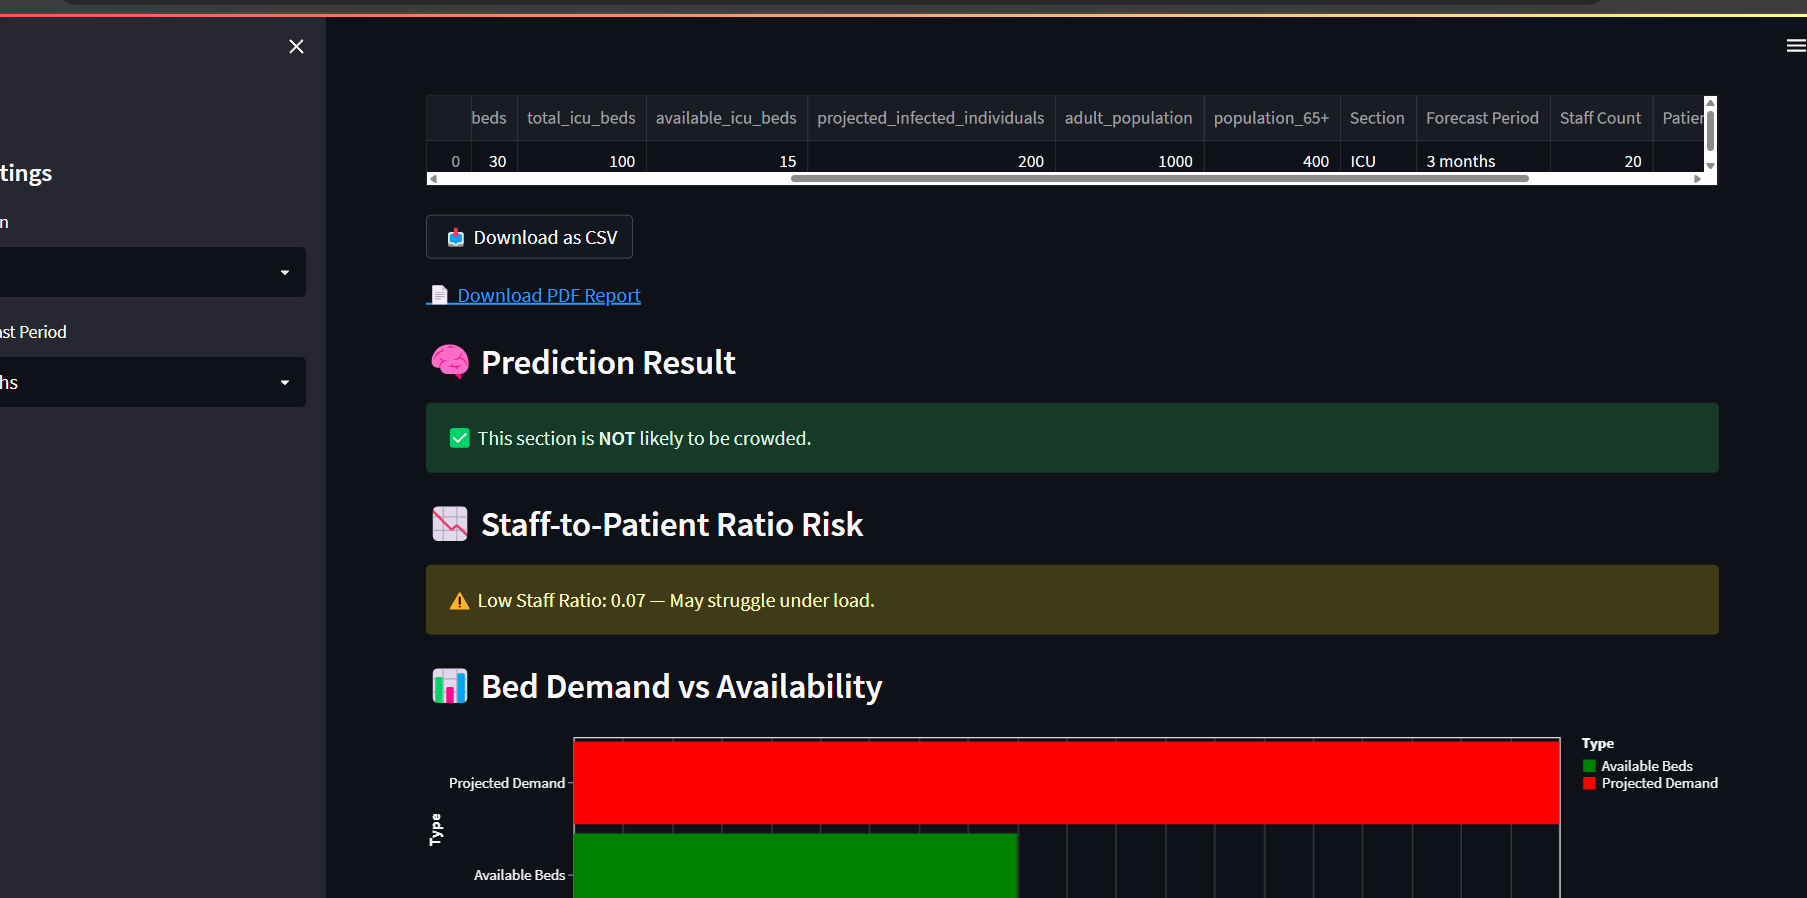 beds total_icu_beds available_icu_beds projected_infected_individuals adult_population population_65+ Section Forecast Period Staff Count Patier
0 30 100 15 200 1000 400 ICU 3 months 20
tings
n
ast Period
hs
Download as CSV
Download PDF Report
Prediction Result
This section is NOT likely to be crowded.
Staff-to-Patient Ratio Risk
Low Staff Ratio: 0.07 — May struggle under load.
Bed Demand vs Availability
Type
Available Beds
Projected Demand
Projected Demand
Type
Available Beds